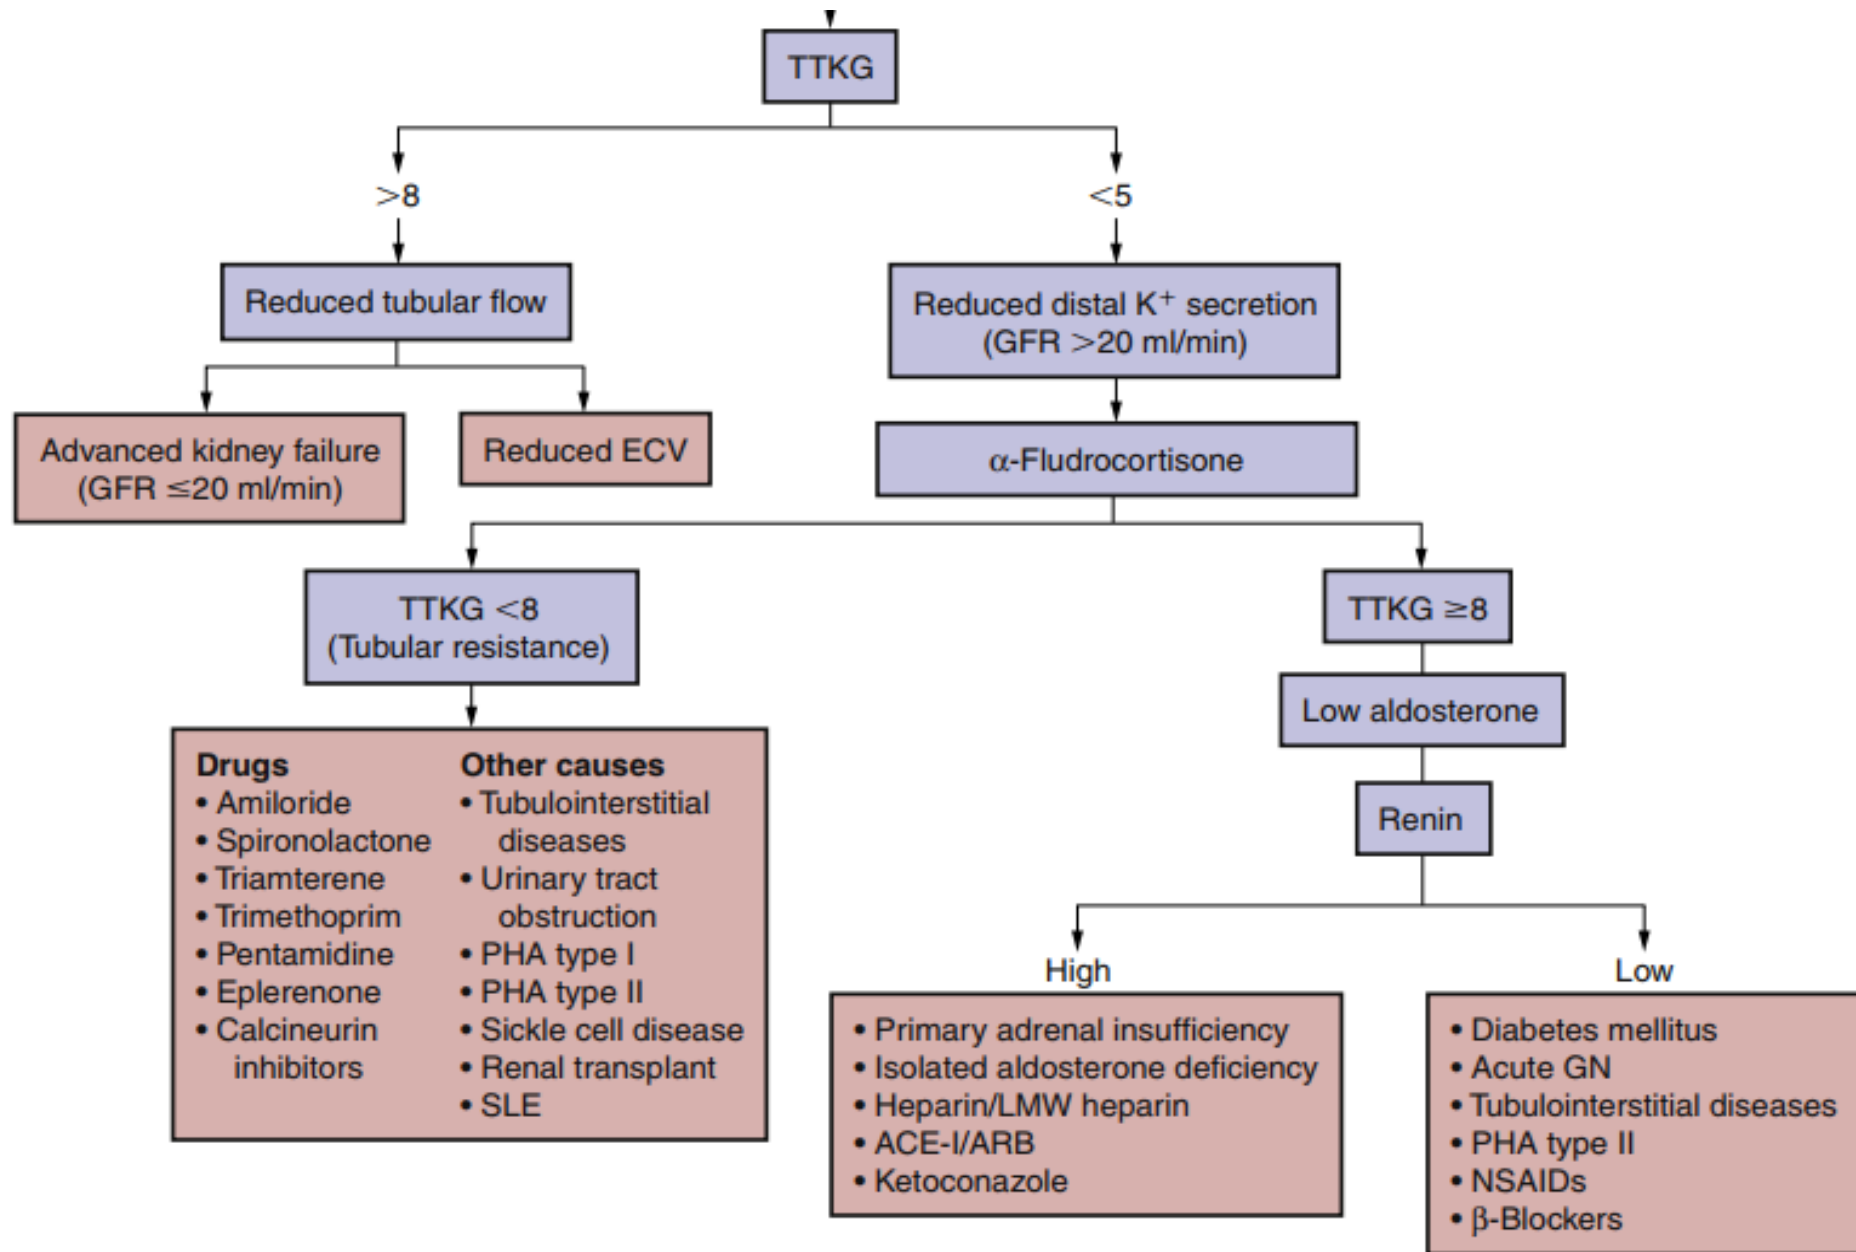 TTKG
>8
<5
Reduced tubular flow
Reduced distal K⁺ secretion
(GFR >20 ml/min)
Advanced kidney failure
(GFR ≤20 ml/min)
Reduced ECV
α-Fludrocortisone
TTKG <8
(Tubular resistance)
TTKG ≥8
Low aldosterone
Renin
Drugs
• Amiloride
• Spironolactone
• Triamterene
• Trimethoprim
• Pentamidine
• Eplerenone
• Calcineurin
inhibitors
Other causes
• Tubulointerstitial
diseases
• Urinary tract
obstruction
• PHA type I
• PHA type II
• Sickle cell disease
• Renal transplant
• SLE
High
• Primary adrenal insufficiency
• Isolated aldosterone deficiency
• Heparin/LMW heparin
• ACE-I/ARB
• Ketoconazole
Low
• Diabetes mellitus
• Acute GN
• Tubulointerstitial diseases
• PHA type II
• NSAIDs
• β-Blockers